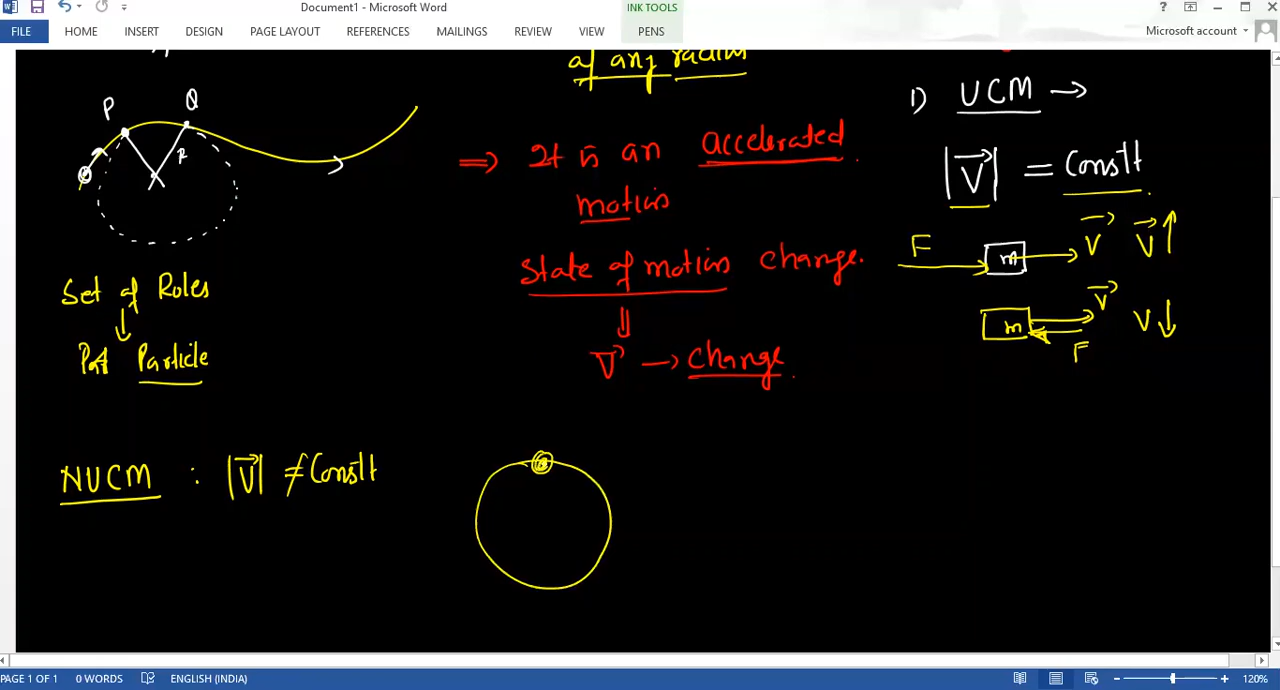 Document1 - Microsoft Word
INK TOOLS
FILE HOME INSERT DESIGN PAGE LAYOUT REFERENCES MAILINGS REVIEW VIEW PENS
Microsoft account
of any radius
P Q
R
⇒ It is an accelerated
motion
State of motion change.
⇓
V⃗ → change.
Set of Roles
↓
Particle
1) UCM →
|V⃗| = Constt.
F m V⃗ V⃗↑
m V⃗ V↓
F
NUCM : |V⃗| ≠ Constt
PAGE 1 OF 1 0 WORDS ENGLISH (INDIA) 120%